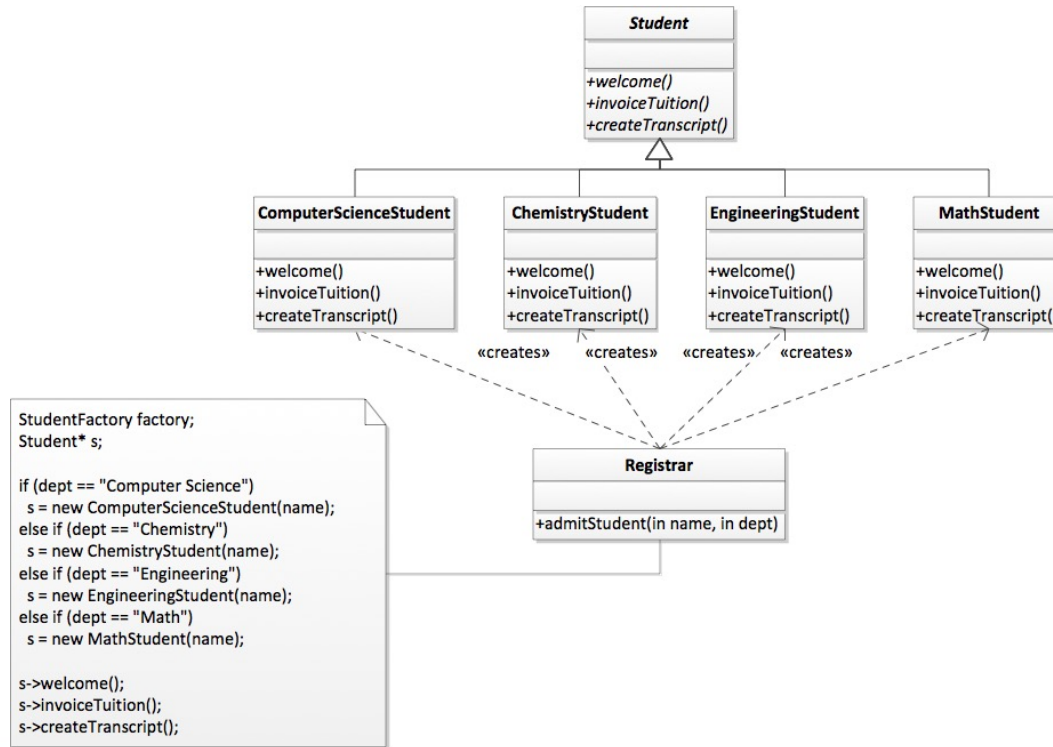 Student
+welcome()
+invoiceTuition()
+createTranscript()
ComputerScienceStudent
+welcome()
+invoiceTuition()
+createTranscript()
ChemistryStudent
+welcome()
+invoiceTuition()
+createTranscript()
EngineeringStudent
+welcome()
+invoiceTuition()
+createTranscript()
MathStudent
+welcome()
+invoiceTuition()
+createTranscript()
«creates»
«creates»
«creates»
«creates»
StudentFactory factory;
Student* s;
if (dept == "Computer Science")
s = new ComputerScienceStudent(name);
else if (dept == "Chemistry")
s = new ChemistryStudent(name);
else if (dept == "Engineering")
s = new EngineeringStudent(name);
else if (dept == "Math")
s = new MathStudent(name);
s->welcome();
s->invoiceTuition();
s->createTranscript();
Registrar
+admitStudent(in name, in dept)